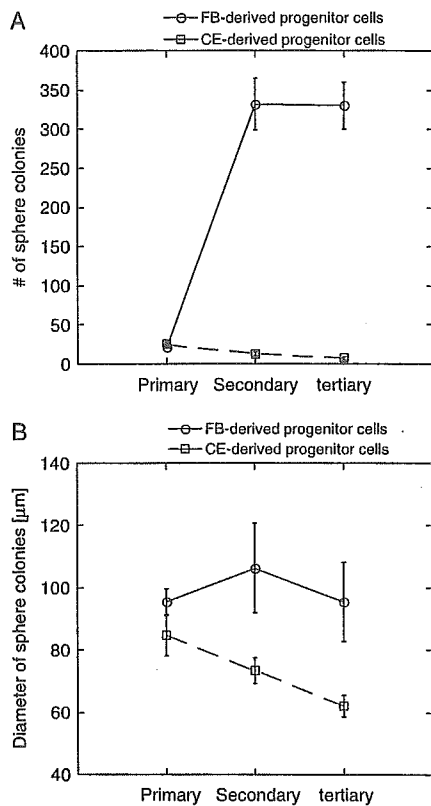 A
FB-derived progenitor cells
CE-derived progenitor cells
400
350
300
250
200
150
100
50
0
# of sphere colonies
Primary Secondary tertiary
B
FB-derived progenitor cells
CE-derived progenitor cells
140
120
100
80
60
40
Diameter of sphere colonies [µm]
Primary Secondary tertiary